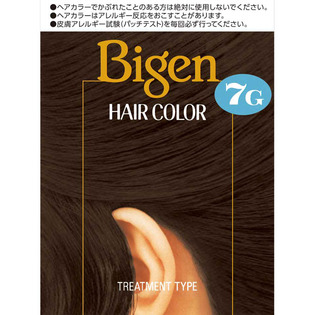 ●ヘアカラーでかぶれたことのある方は絶対に使用しないでください。
●ヘアカラーはアレルギー反応をおこすことがあります。
●皮膚アレルギー試験(パッチテスト)を毎回必ず行ってください。
Bigen
7G
HAIR COLOR
TREATMENT TYPE